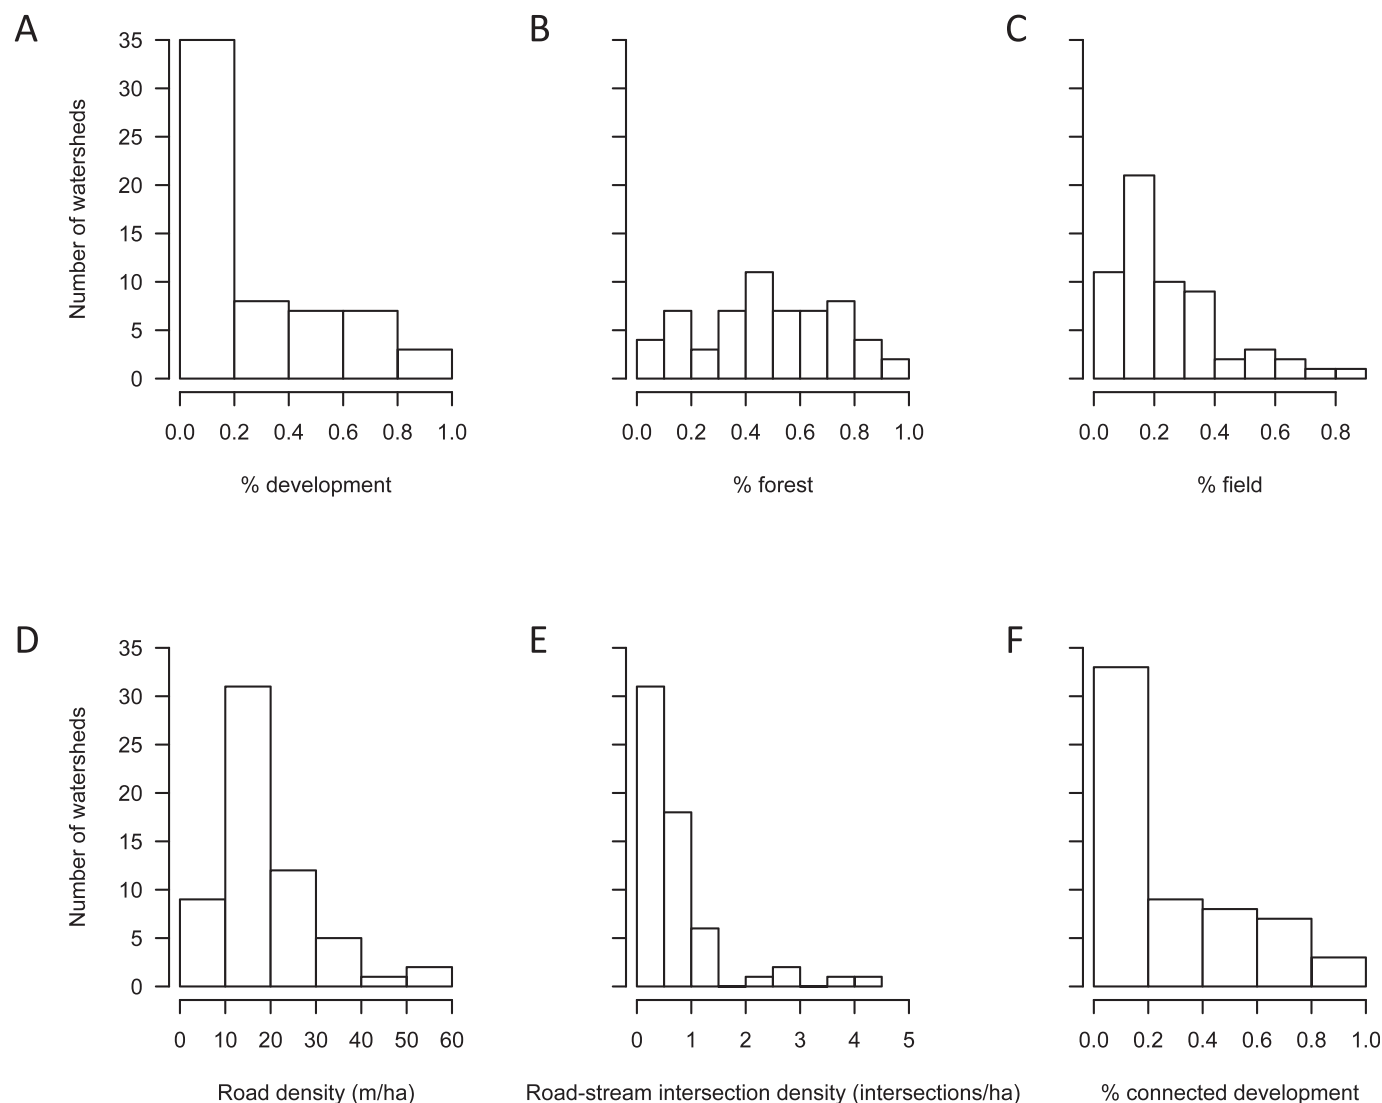 A B C
Number of watersheds
35
30
25
20
15
10
5
0
0.0 0.2 0.4 0.6 0.8 1.0
% development
0.0 0.2 0.4 0.6 0.8 1.0
% forest
0.0 0.2 0.4 0.6 0.8
% field
D E F
Number of watersheds
35
30
25
20
15
10
5
0
0 10 20 30 40 50 60
Road density (m/ha)
0 1 2 3 4 5
Road-stream intersection density (intersections/ha)
0.0 0.2 0.4 0.6 0.8 1.0
% connected development